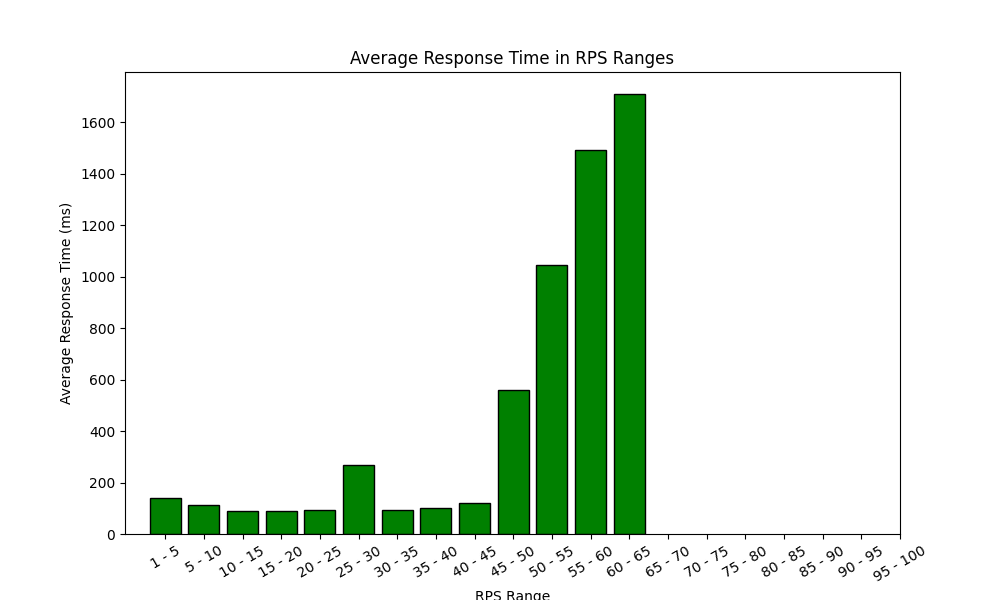 Average Response Time in RPS Ranges
1600
1400
1200
1000
800
600
400
200
0
Average Response Time (ms)
1 - 5
5 - 10
10 - 15
15 - 20
20 - 25
25 - 30
30 - 35
35 - 40
40 - 45
45 - 50
50 - 55
55 - 60
60 - 65
65 - 70
70 - 75
75 - 80
80 - 85
85 - 90
90 - 95
95 - 100
RPS Range